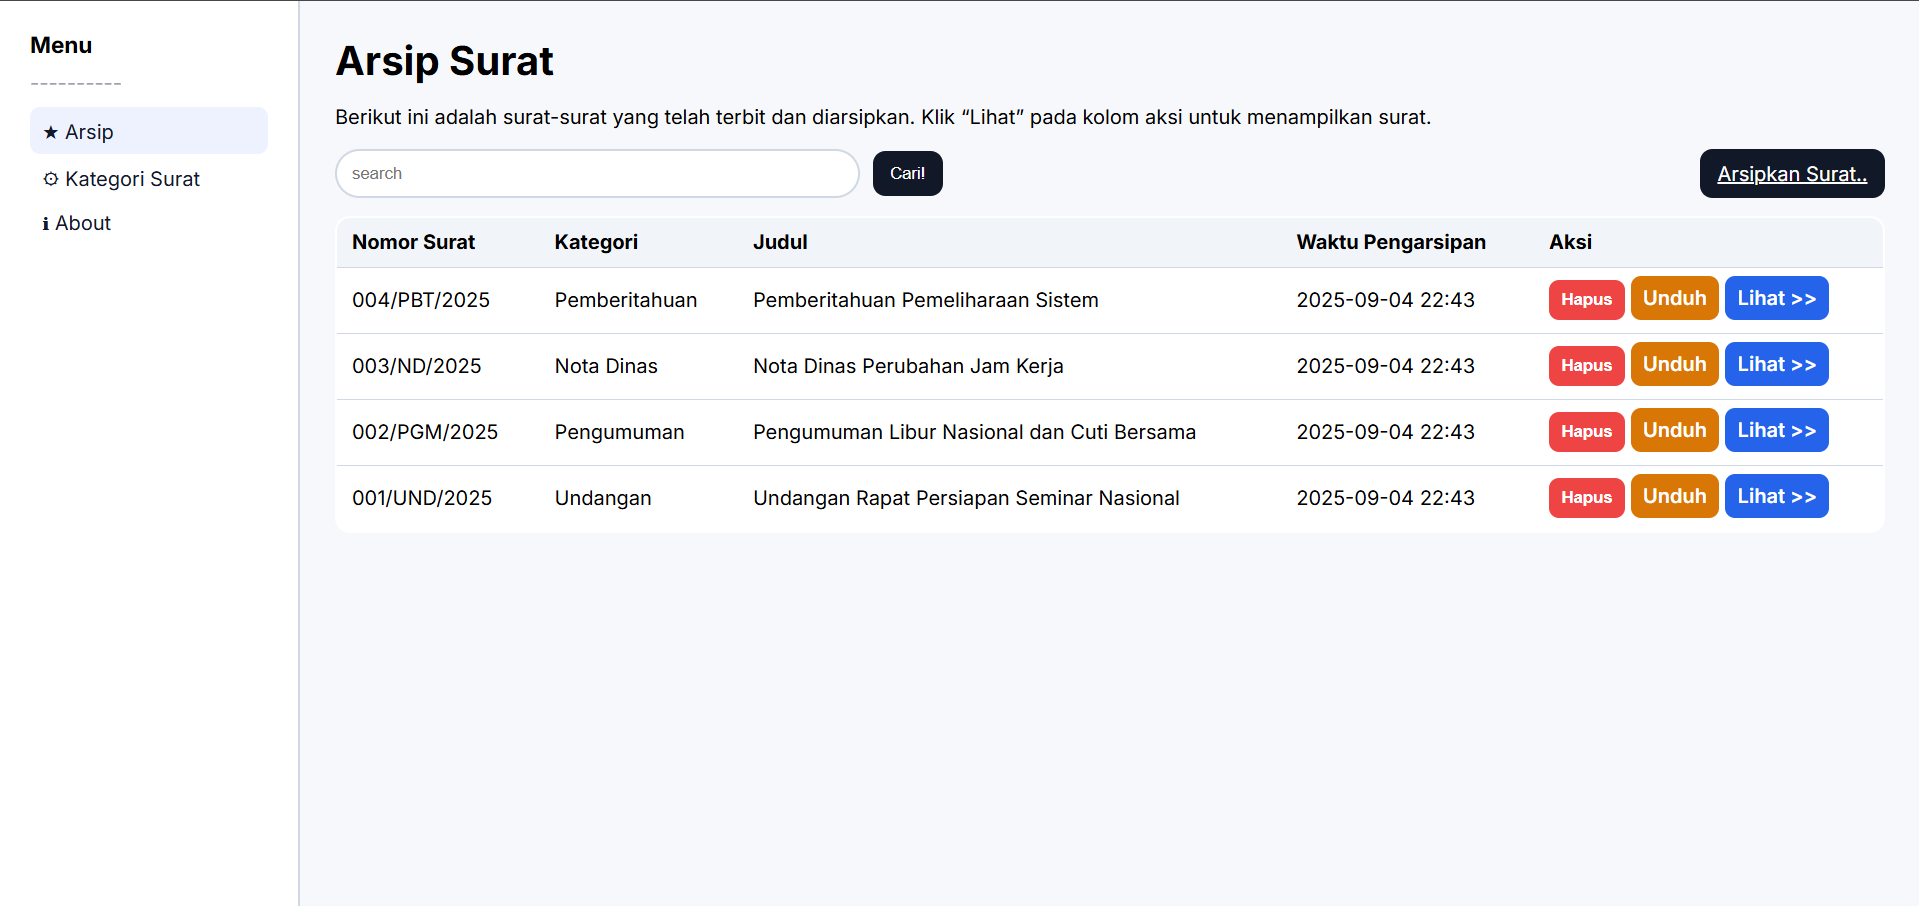 Menu
----------
★ Arsip
⚙ Kategori Surat
ℹ About
Arsip Surat
Berikut ini adalah surat-surat yang telah terbit dan diarsipkan. Klik “Lihat” pada kolom aksi untuk menampilkan surat.
search Cari! Arsipkan Surat..
Nomor Surat Kategori Judul Waktu Pengarsipan Aksi
004/PBT/2025 Pemberitahuan Pemberitahuan Pemeliharaan Sistem 2025-09-04 22:43 Hapus Unduh Lihat >>
003/ND/2025 Nota Dinas Nota Dinas Perubahan Jam Kerja 2025-09-04 22:43 Hapus Unduh Lihat >>
002/PGM/2025 Pengumuman Pengumuman Libur Nasional dan Cuti Bersama 2025-09-04 22:43 Hapus Unduh Lihat >>
001/UND/2025 Undangan Undangan Rapat Persiapan Seminar Nasional 2025-09-04 22:43 Hapus Unduh Lihat >>